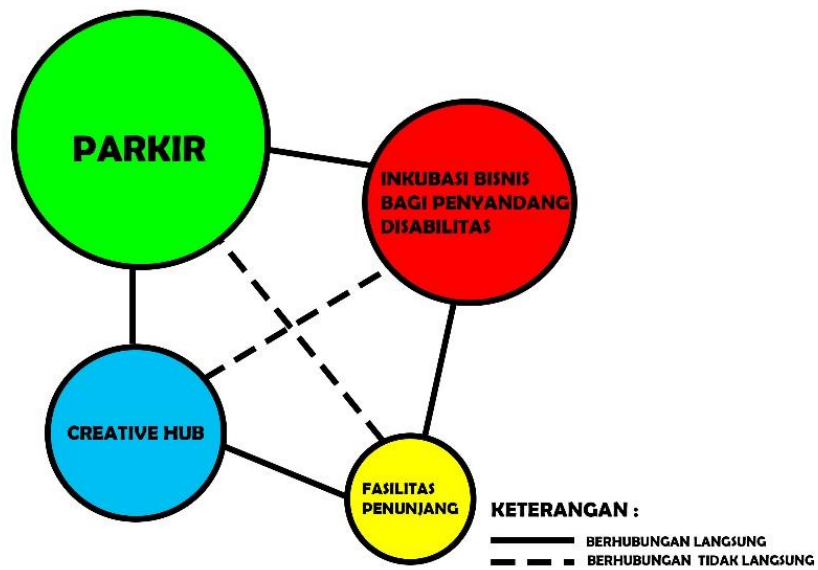 PARKIR
INKUBASI BISNIS
BAGI PENYANDANG
DISABILITAS
CREATIVE HUB
FASILITAS
PENUNJANG
KETERANGAN :
BERHUBUNGAN LANGSUNG
BERHUBUNGAN TIDAK LANGSUNG